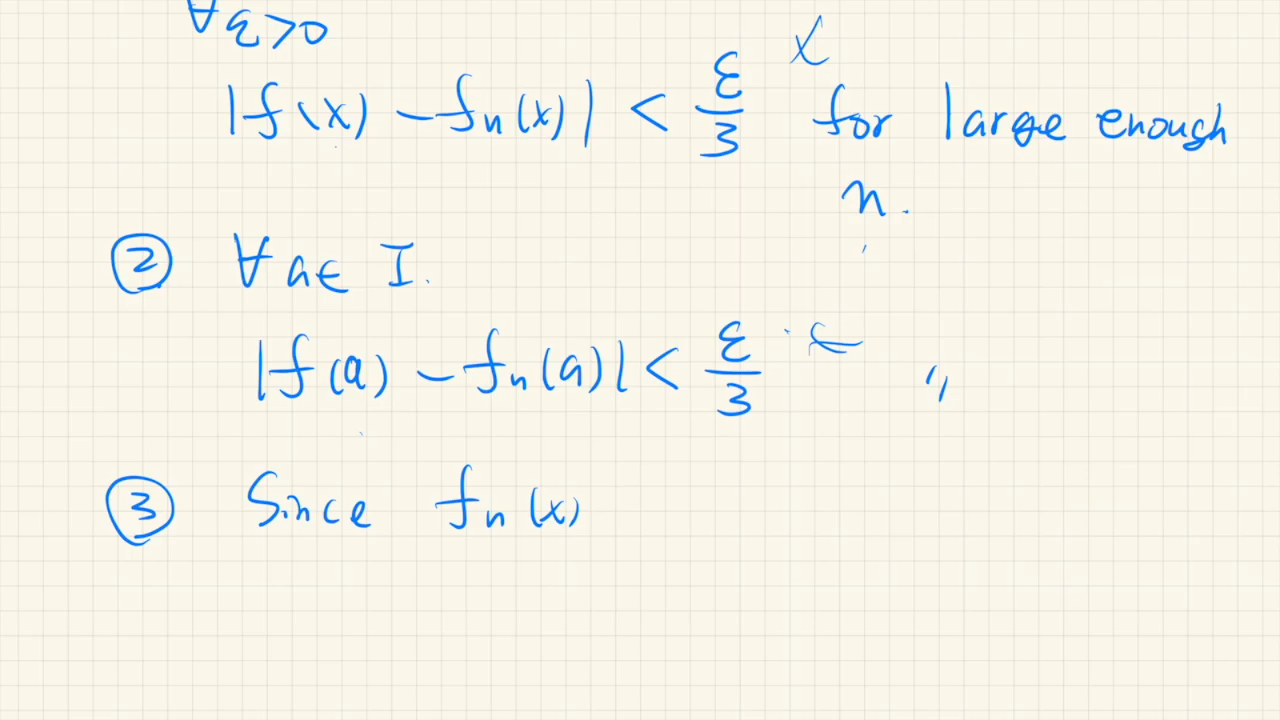 ∀ ε>0
|f(x) - fn(x)| < ε/3 for large enough
n.
② ∀ a∈ I.
|f(a) - fn(a)| < ε/3 〃
③ Since fn(x)